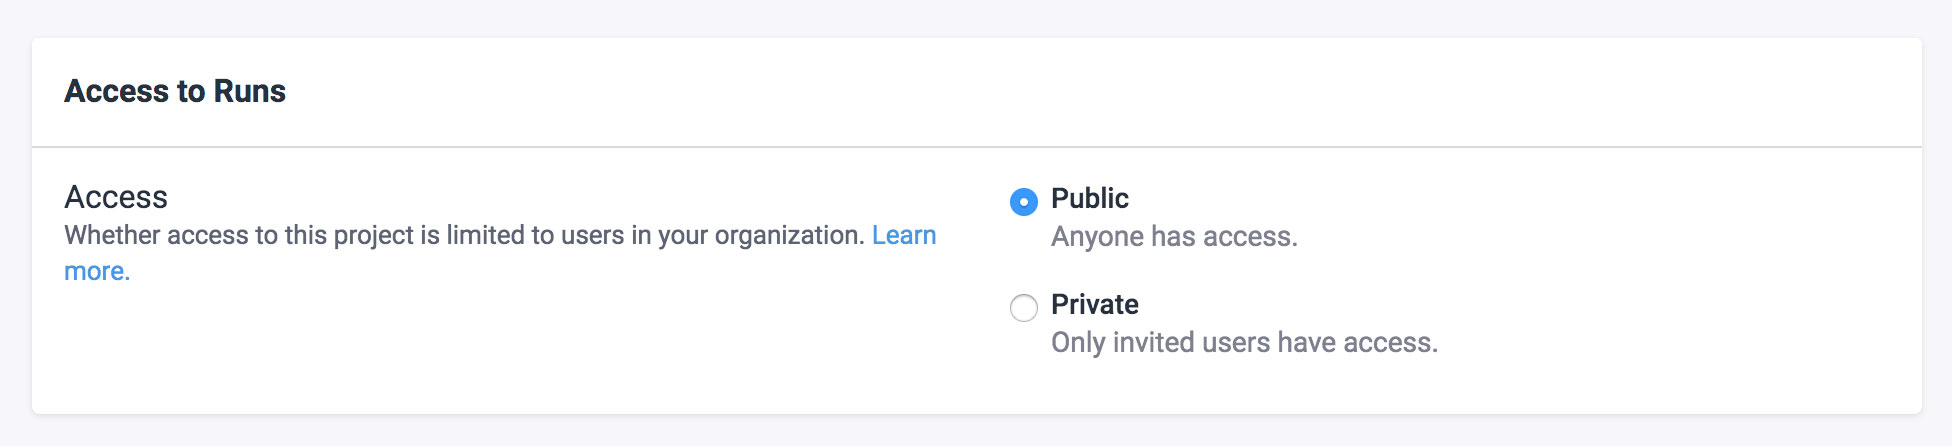 Access to Runs
Access
Whether access to this project is limited to users in your organization. Learn
more.
Public
Anyone has access.
Private
Only invited users have access.